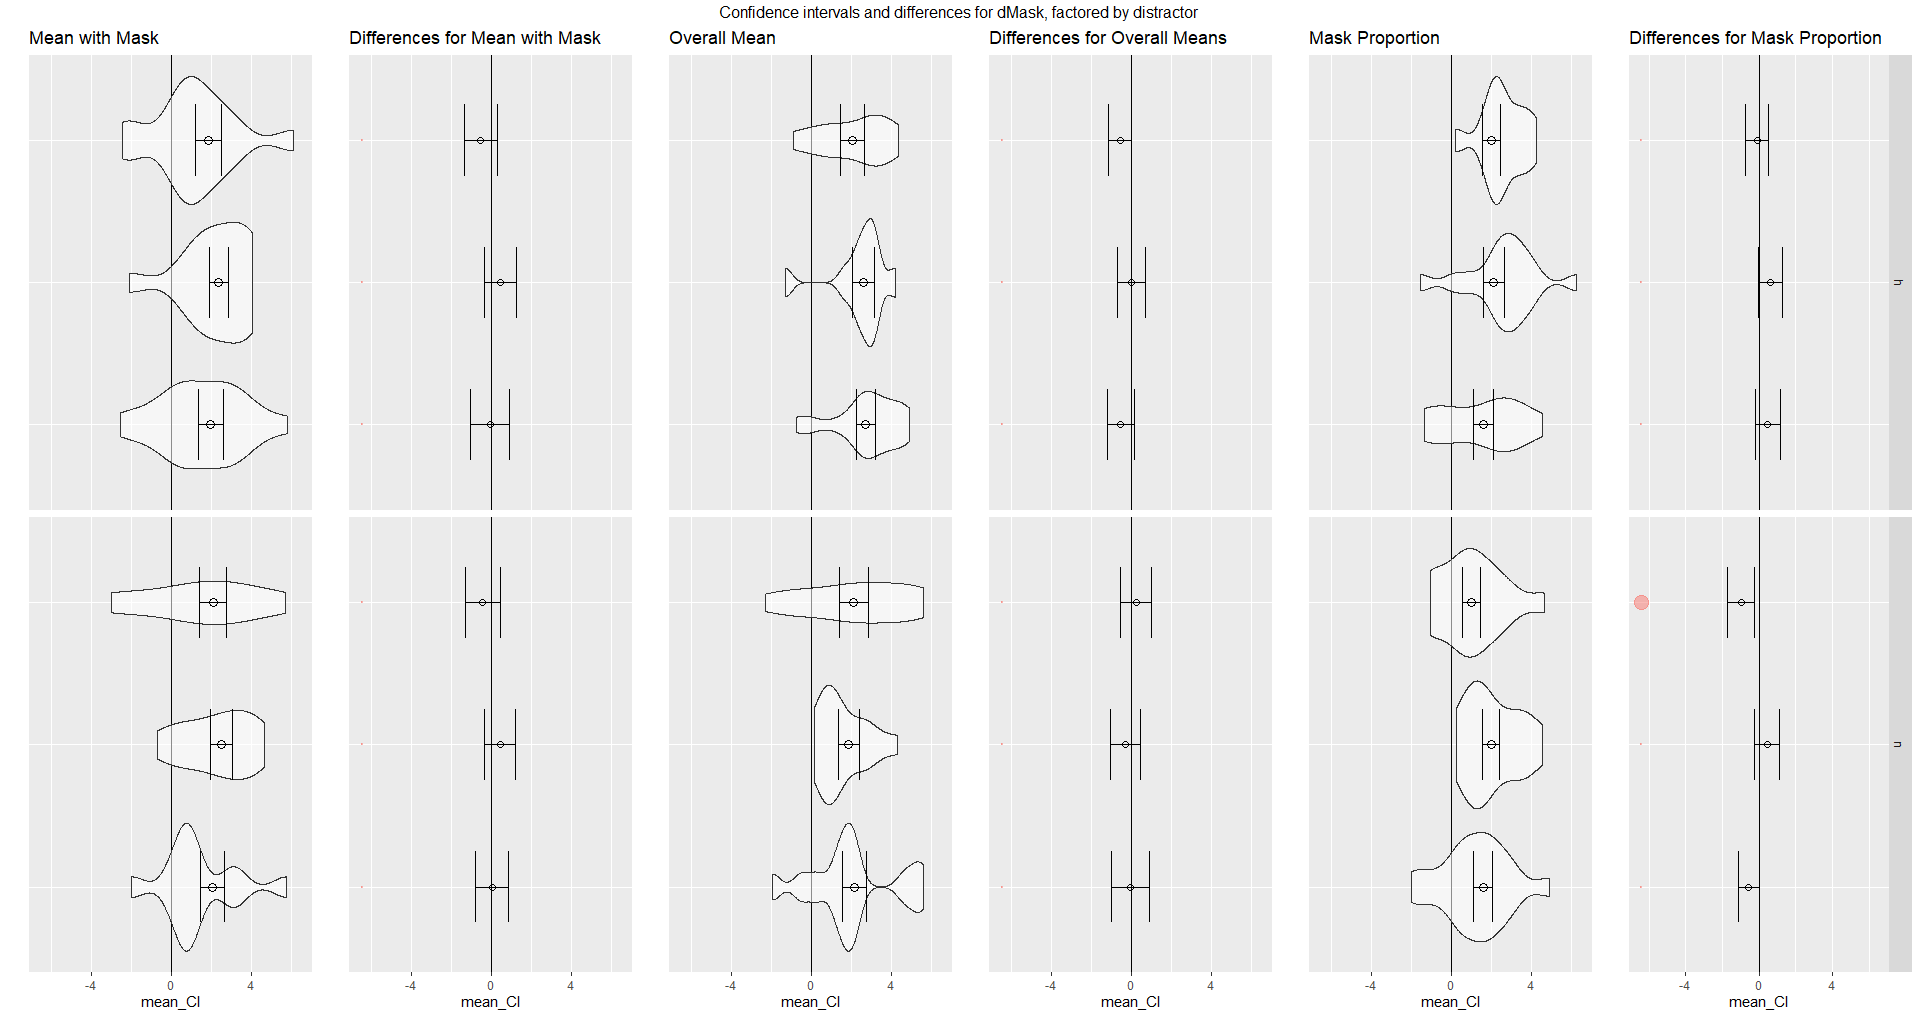 Confidence intervals and differences for dMask, factored by distractor
Mean with Mask
Differences for Mean with Mask
Overall Mean
Differences for Overall Means
Mask Proportion
Differences for Mask Proportion
h
n
-4 0 4
-4 0 4
-4 0 4
-4 0 4
-4 0 4
-4 0 4
mean_CI
mean_CI
mean_CI
mean_CI
mean_CI
mean_CI